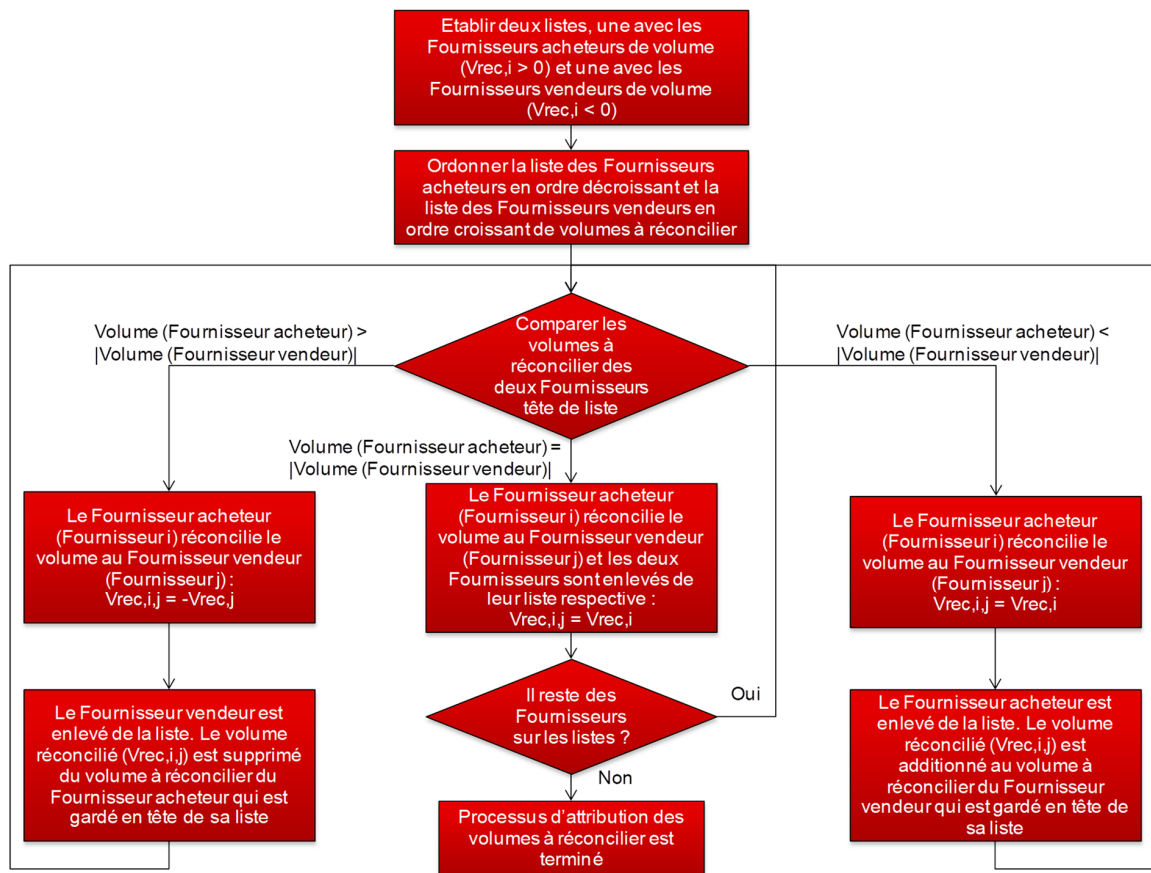 Etablir deux listes, une avec les
Fournisseurs acheteurs de volume
(Vrec,i > 0) et une avec les
Fournisseurs vendeurs de volume
(Vrec,i < 0)
Ordonner la liste des Fournisseurs
acheteurs en ordre décroissant et la
liste des Fournisseurs vendeurs en
ordre croissant de volumes à réconcilier
Comparer les
volumes à
réconcilier des
deux Fournisseurs
tête de liste
Volume (Fournisseur acheteur) >
|Volume (Fournisseur vendeur)|
Volume (Fournisseur acheteur) <
|Volume (Fournisseur vendeur)|
Volume (Fournisseur acheteur) =
|Volume (Fournisseur vendeur)|
Le Fournisseur acheteur
(Fournisseur i) réconcilie le
volume au Fournisseur vendeur
(Fournisseur j) :
Vrec,i,j = -Vrec,j
Le Fournisseur acheteur
(Fournisseur i) réconcilie le
volume au Fournisseur vendeur
(Fournisseur j) et les deux
Fournisseurs sont enlevés de
leur liste respective :
Vrec,i,j = Vrec,i
Le Fournisseur acheteur
(Fournisseur i) réconcilie le
volume au Fournisseur vendeur
(Fournisseur j) :
Vrec,i,j = Vrec,i
Le Fournisseur vendeur est
enlevé de la liste. Le volume
réconcilié (Vrec,i,j) est supprimé
du volume à réconcilier du
Fournisseur acheteur qui est
gardé en tête de sa liste
Il reste des
Fournisseurs
sur les listes ?
Oui
Non
Processus d'attribution des
volumes à réconcilier est
terminé
Le Fournisseur acheteur est
enlevé de la liste. Le volume
réconcilié (Vrec,i,j) est
additionné au volume à
réconcilier du Fournisseur
vendeur qui est gardé en tête de
sa liste